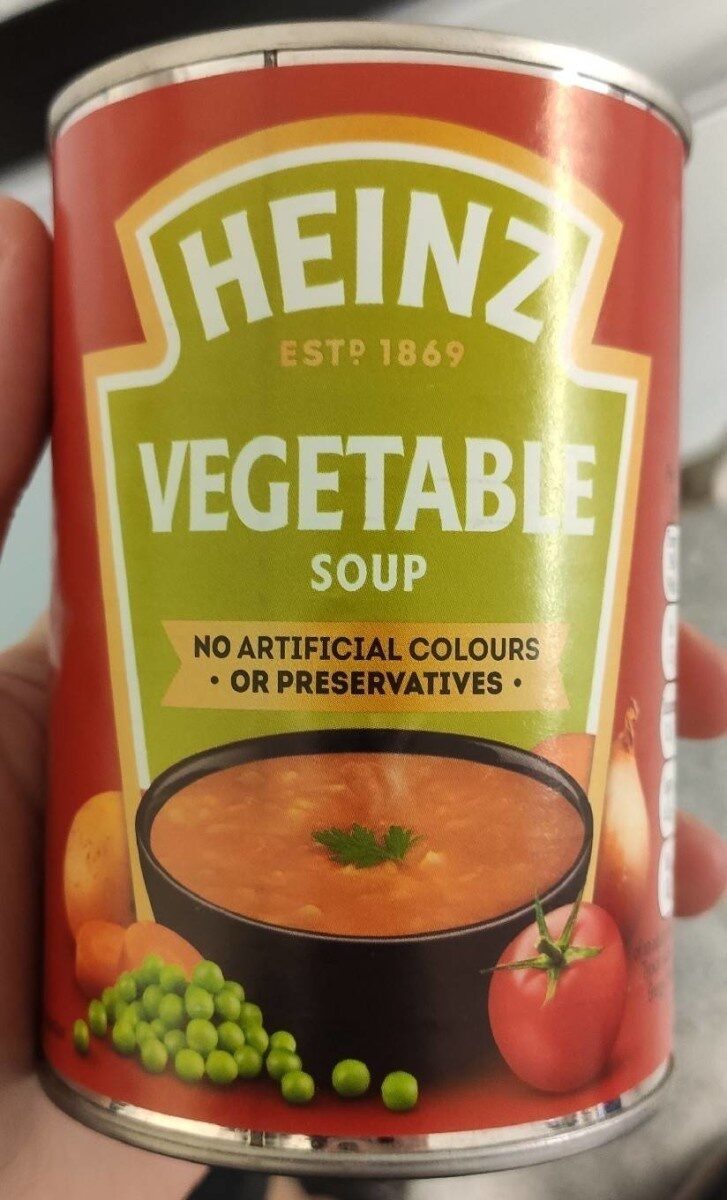 HEINZ
ESTD 1869
VEGETABLE
SOUP
NO ARTIFICIAL COLOURS
• OR PRESERVATIVES •